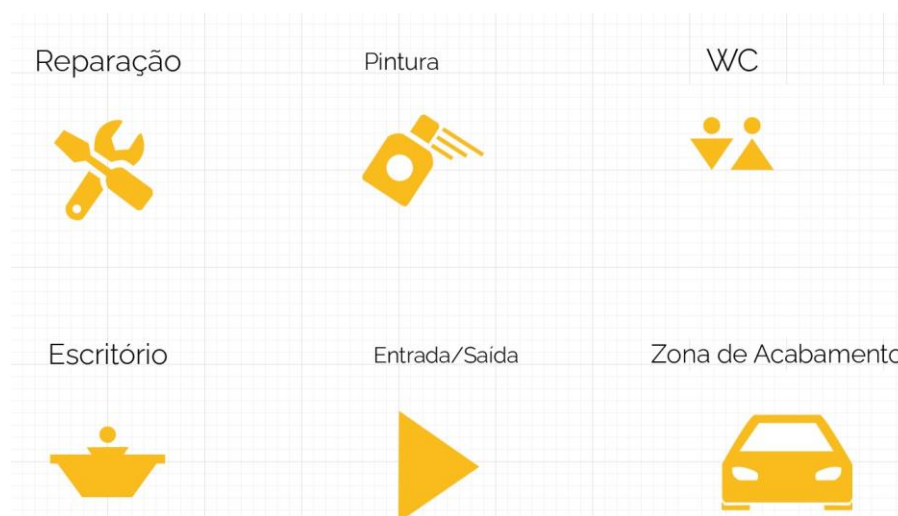 Reparação
Pintura
WC
Escritório
Entrada/Saída
Zona de Acabamento